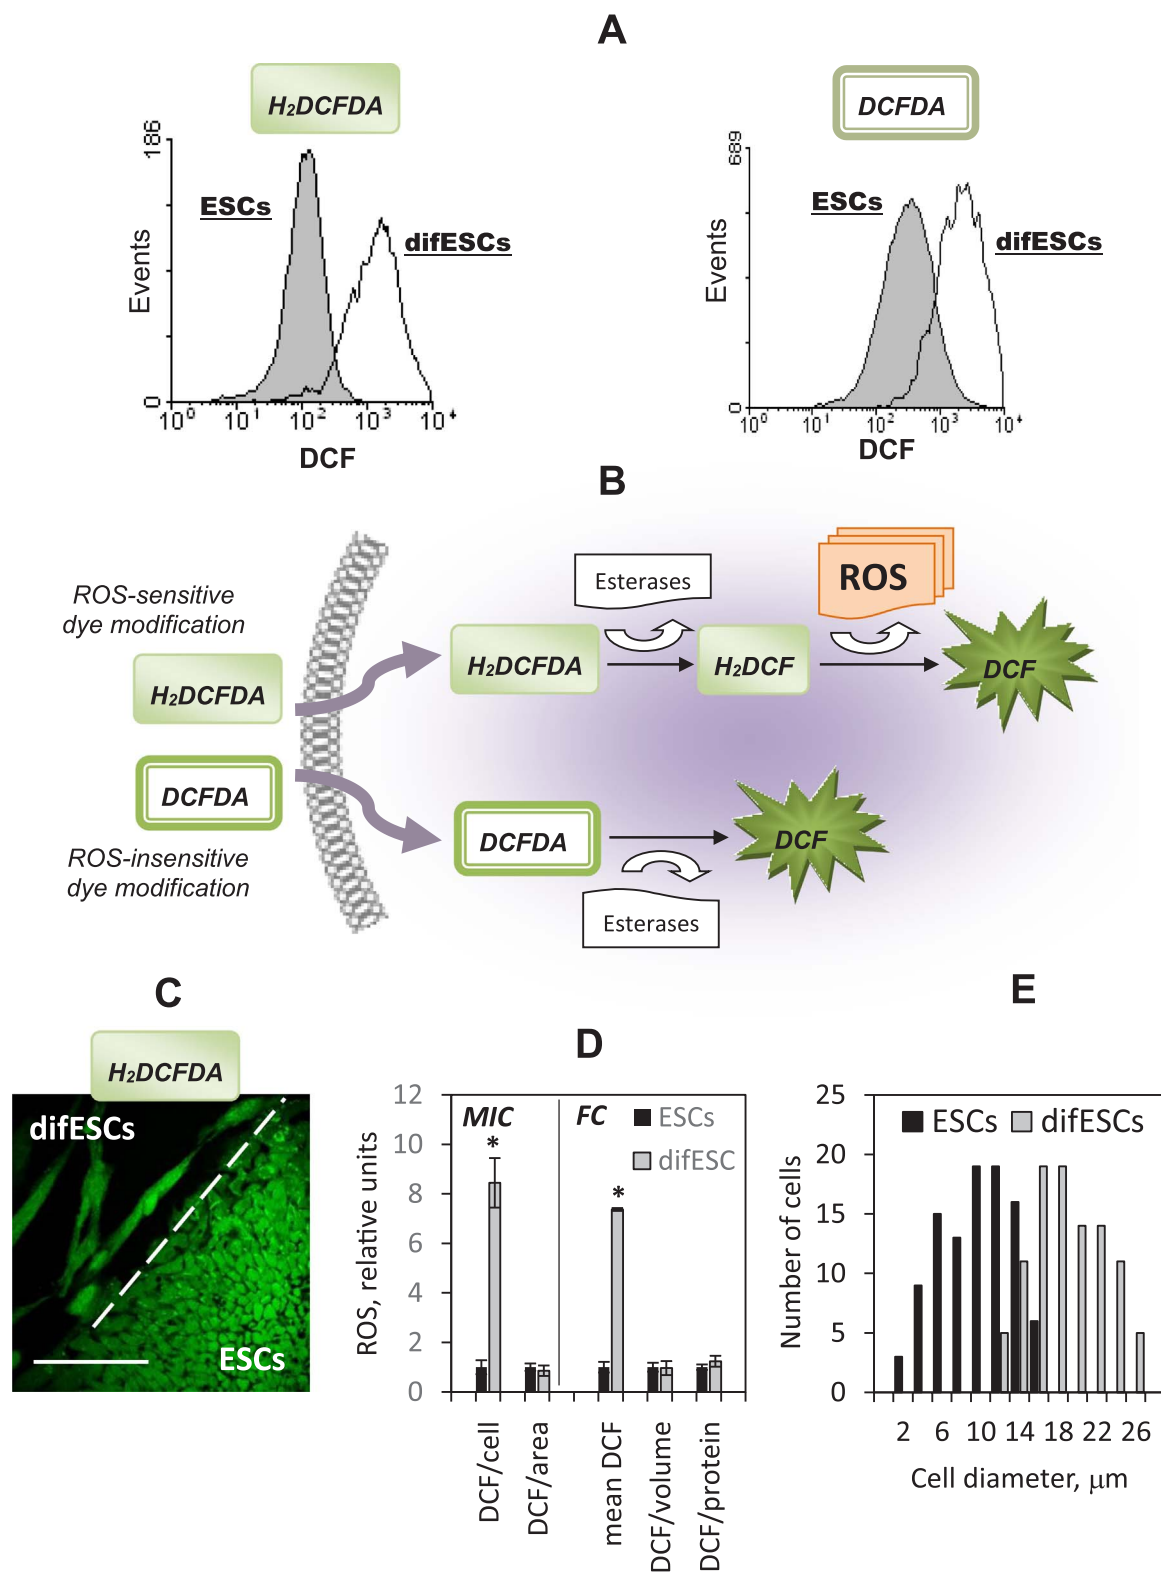 A
H₂DCFDA
DCFDA
186
ESCs
difESCs
Events
0
10⁰ 10¹ 10² 10³ 10⁴
DCF
689
ESCs
difESCs
Events
0
10⁰ 10¹ 10² 10³ 10⁴
DCF
B
ROS-sensitive
dye modification
H₂DCFDA
Esterases
ROS
H₂DCFDA
H₂DCF
DCF
DCFDA
ROS-insensitive
dye modification
DCFDA
DCF
Esterases
C
H₂DCFDA
difESCs
ESCs
D
12
10
8
6
4
2
0
ROS, relative units
MIC
FC
ESCs
difESC
*
*
DCF/cell
DCF/area
mean DCF
DCF/volume
DCF/protein
E
25
20
15
10
5
0
Number of cells
ESCs
difESCs
2 6 10 14 18 22 26
Cell diameter, μm